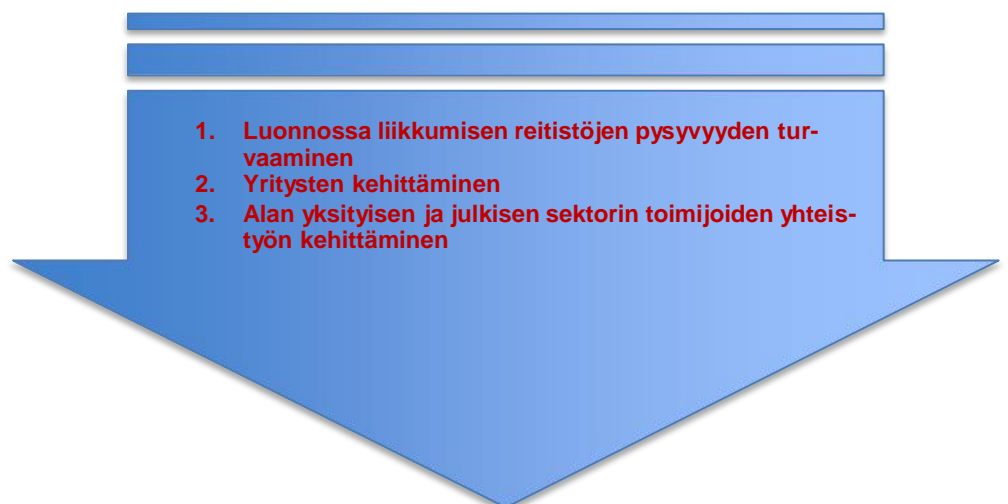 1. Luonnossa liikkumisen reitistöjen pysyvyyden tur-
vaaminen
2. Yritysten kehittäminen
3. Alan yksityisen ja julkisen sektorin toimijoiden yhteis-
työn kehittäminen